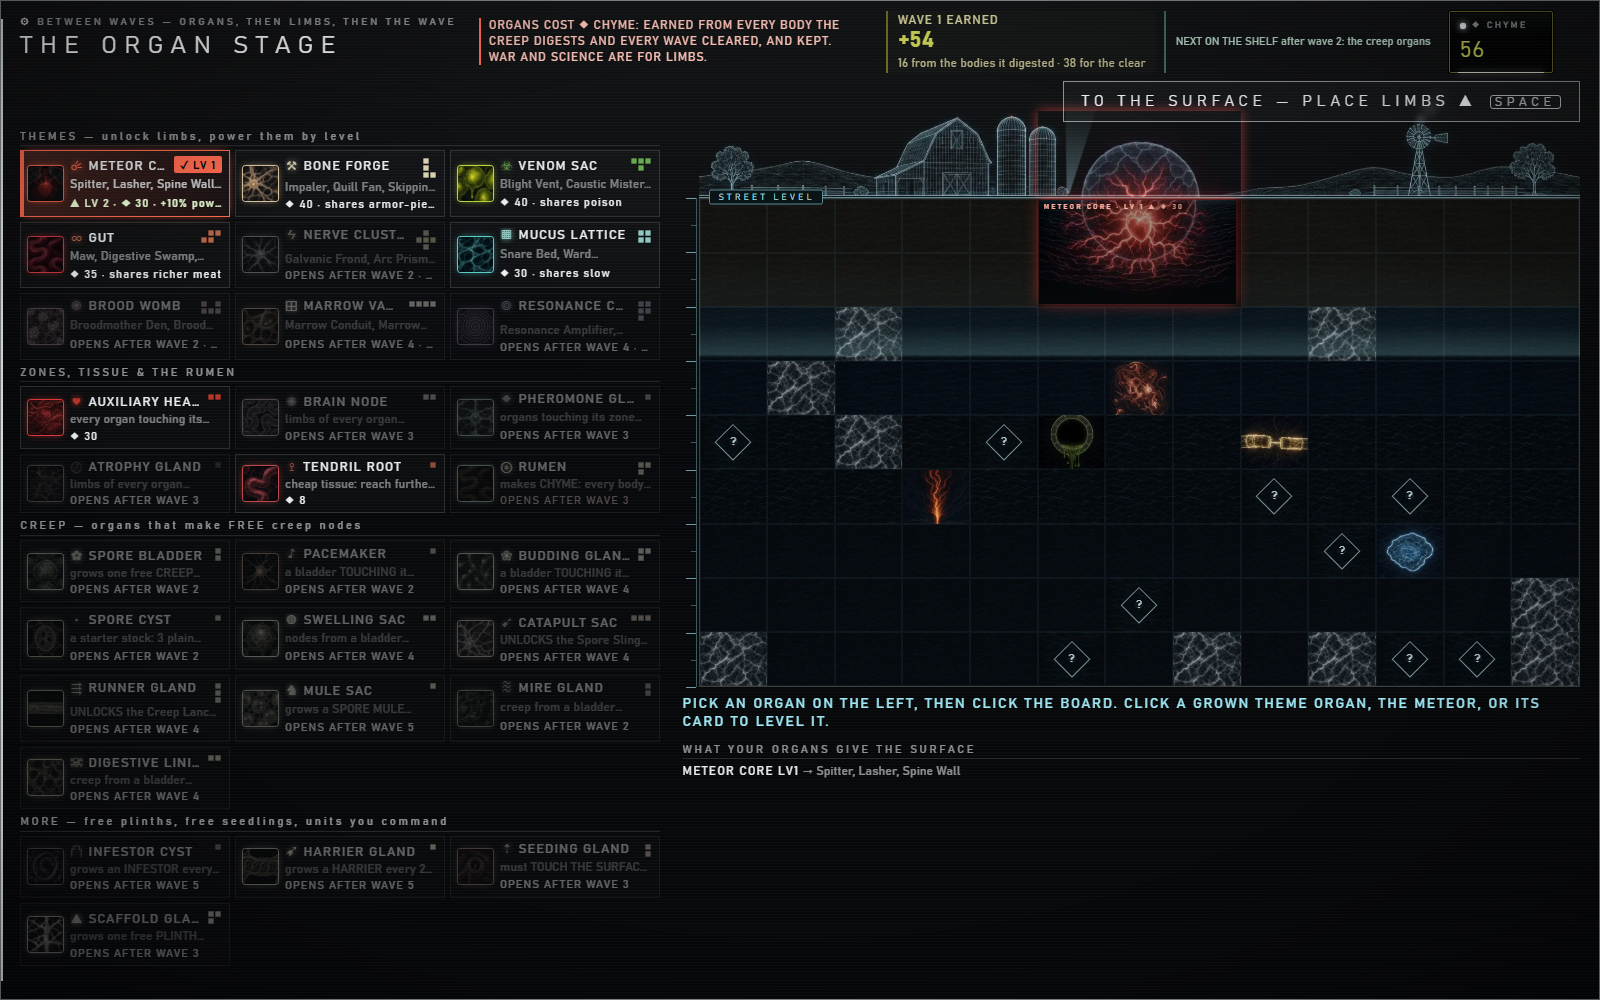 BETWEEN WAVES — ORGANS, THEN LIMBS, THEN THE WAVE
THE ORGAN STAGE
ORGANS COST ◆ CHYME: EARNED FROM EVERY BODY THE
CREEP DIGESTS AND EVERY WAVE CLEARED, AND KEPT.
WAR AND SCIENCE ARE FOR LIMBS.
WAVE 1 EARNED
+54
16 from the bodies it digested · 38 for the clear
NEXT ON THE SHELF after wave 2: the creep organs
◆ CHYME
56
TO THE SURFACE — PLACE LIMBS ▲ SPACE
THEMES — unlock limbs, power them by level
METEOR C… ✓ LV 1
Spitter, Lasher, Spine Wall…
▲ LV 2 · ◆ 30 · +10% pow…
BONE FORGE
Impaler, Quill Fan, Skippin…
◆ 40 · shares armor-pie…
VENOM SAC
Blight Vent, Caustic Mister…
◆ 40 · shares poison
GUT
Maw, Digestive Swamp,…
◆ 35 · shares richer meat
NERVE CLUST…
Galvanic Frond, Arc Prism…
OPENS AFTER WAVE 2 · …
MUCUS LATTICE
Snare Bed, Ward…
◆ 30 · shares slow
BROOD WOMB
Broodmother Den, Brood…
OPENS AFTER WAVE 2 · …
MARROW VA…
Marrow Conduit, Marrow…
OPENS AFTER WAVE 4 · …
RESONANCE C…
Resonance Amplifier,…
OPENS AFTER WAVE 4 · …
ZONES, TISSUE & THE RUMEN
AUXILIARY HEA…
every organ touching its…
◆ 30
BRAIN NODE
limbs of every organ…
OPENS AFTER WAVE 3
PHEROMONE GL…
organs touching its zone…
OPENS AFTER WAVE 3
ATROPHY GLAND
limbs of every organ…
OPENS AFTER WAVE 3
TENDRIL ROOT
cheap tissue: reach furthe…
◆ 8
RUMEN
makes CHYME: every body…
OPENS AFTER WAVE 3
CREEP — organs that make FREE creep nodes
SPORE BLADDER
grows one free CREEP…
OPENS AFTER WAVE 2
PACEMAKER
a bladder TOUCHING it…
OPENS AFTER WAVE 2
BUDDING GLAN…
a bladder TOUCHING it…
OPENS AFTER WAVE 4
SPORE CYST
a starter stock: 3 plain…
OPENS AFTER WAVE 2
SWELLING SAC
nodes from a bladder…
OPENS AFTER WAVE 4
CATAPULT SAC
UNLOCKS the Spore Sling…
OPENS AFTER WAVE 4
RUNNER GLAND
UNLOCKS the Creep Lanc…
OPENS AFTER WAVE 4
MULE SAC
grows a SPORE MULE…
OPENS AFTER WAVE 5
MIRE GLAND
creep from a bladder…
OPENS AFTER WAVE 2
DIGESTIVE LINI…
creep from a bladder…
OPENS AFTER WAVE 4
MORE — free plinths, free seedlings, units you command
INFESTOR CYST
grows an INFESTOR every…
OPENS AFTER WAVE 5
HARRIER GLAND
grows a HARRIER every 2…
OPENS AFTER WAVE 5
SEEDING GLAND
must TOUCH THE SURFAC…
OPENS AFTER WAVE 3
SCAFFOLD GLA…
grows one free PLINTH…
OPENS AFTER WAVE 3
STREET LEVEL
METEOR CORE · LV 1 ▲ ◆ 30
?
?
?
?
?
?
?
?
?
PICK AN ORGAN ON THE LEFT, THEN CLICK THE BOARD. CLICK A GROWN THEME ORGAN, THE METEOR, OR ITS
CARD TO LEVEL IT.
WHAT YOUR ORGANS GIVE THE SURFACE
METEOR CORE LV1 → Spitter, Lasher, Spine Wall